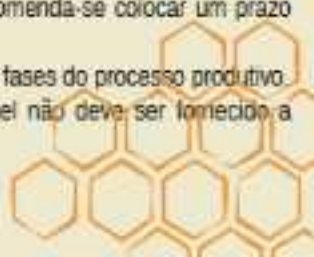 omenda-se colocar um prazo
fases do processo produtivo.
el não deve ser fornecido a